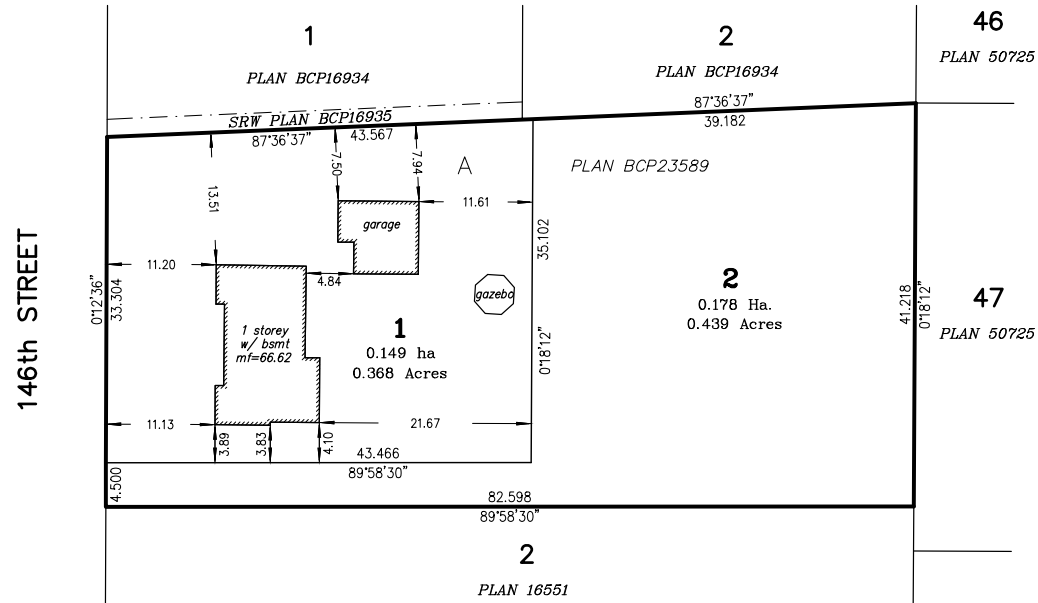 1
PLAN BCP16934
2
PLAN BCP16934
46
PLAN 50725
SRW PLAN BCP16935
87°36'37" 43.567
87°36'37"
39.182
13.51
7.50
7.94
A
PLAN BCP23589
146th STREET
0°12'36"
33.304
11.20
garage
11.61
35.102
4.84
gazebo
1 storey
w/ bsmt
mf=66.62
1
0.149 ha
0.368 Acres
0°18'12"
2
0.178 Ha.
0.439 Acres
41.218
0°18'12"
47
PLAN 50725
11.13
3.89
3.83
4.10
21.67
43.466
89°58'30"
4.500
82.598
89°58'30"
2
PLAN 16551